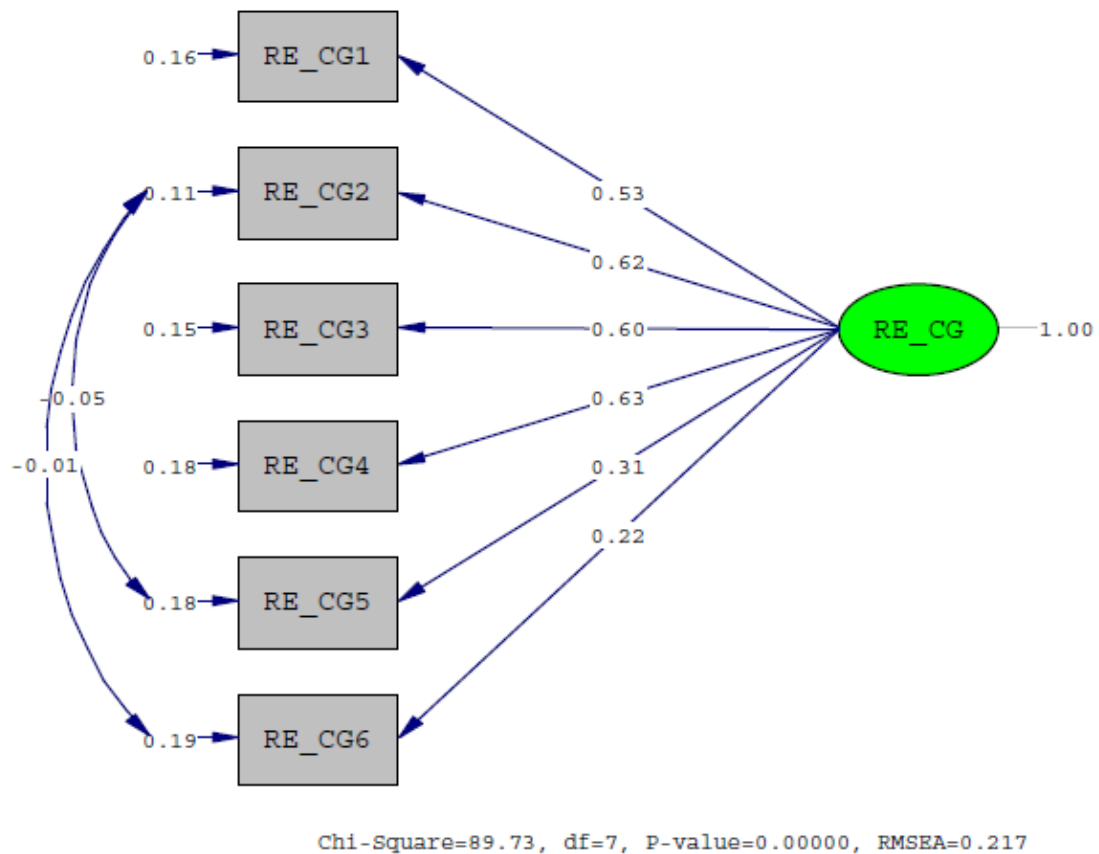 0.16 RE_CG1
0.53
0.11 RE_CG2
0.62
0.15 RE_CG3 0.60 RE_CG 1.00
-0.05 0.63
-0.01 0.18 RE_CG4 0.31
0.22
0.18 RE_CG5
0.19 RE_CG6
Chi-Square=89.73, df=7, P-value=0.00000, RMSEA=0.217